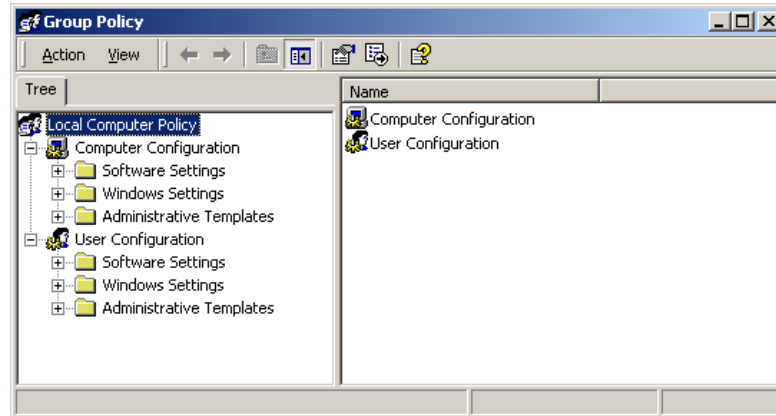 Group Policy
Action View
Tree
Local Computer Policy
Computer Configuration
Software Settings
Windows Settings
Administrative Templates
User Configuration
Software Settings
Windows Settings
Administrative Templates
Name
Computer Configuration
User Configuration